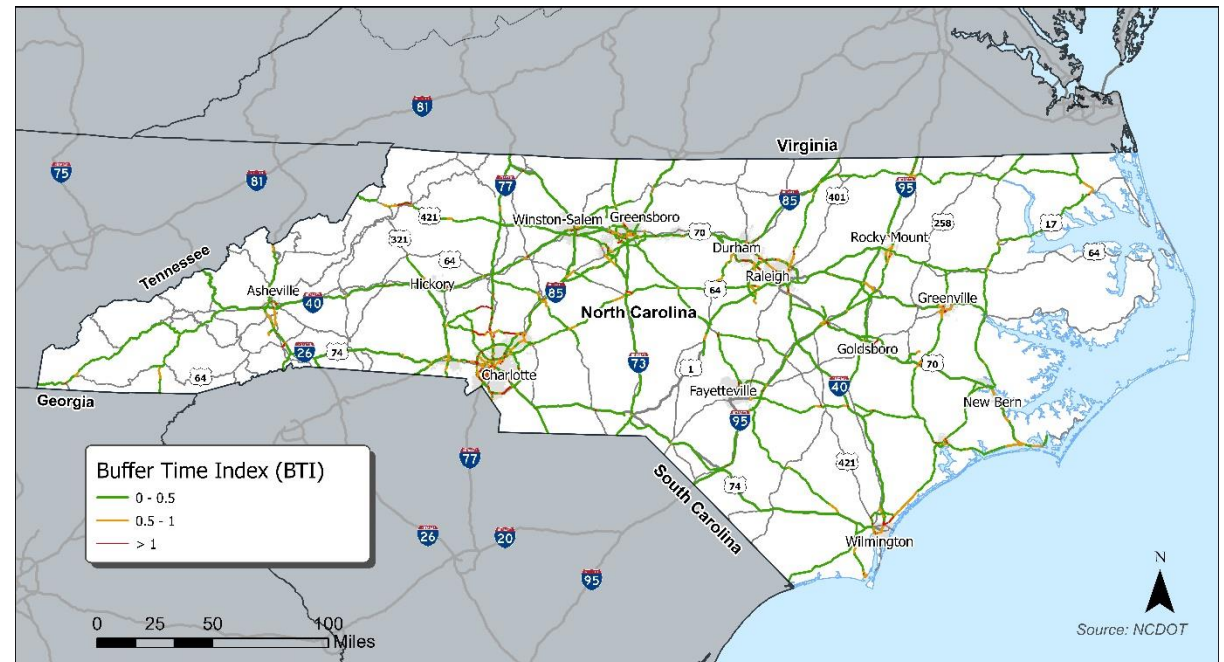 81
Virginia
75
81
77
85
401
95
421
Winston-Salem
Greensboro
258
17
321
70
Durham
Rocky Mount
Tennessee
64
Raleigh
64
Asheville
Hickory
64
40
85
North Carolina
Greenville
26
74
Goldsboro
Charlotte
73
1
70
64
Fayetteville
40
New Bern
Georgia
95
Buffer Time Index (BTI)
0 - 0.5
0.5 - 1
> 1
77
South Carolina
421
74
26
20
Wilmington
95
N
0 25 50 100
Miles
Source: NCDOT